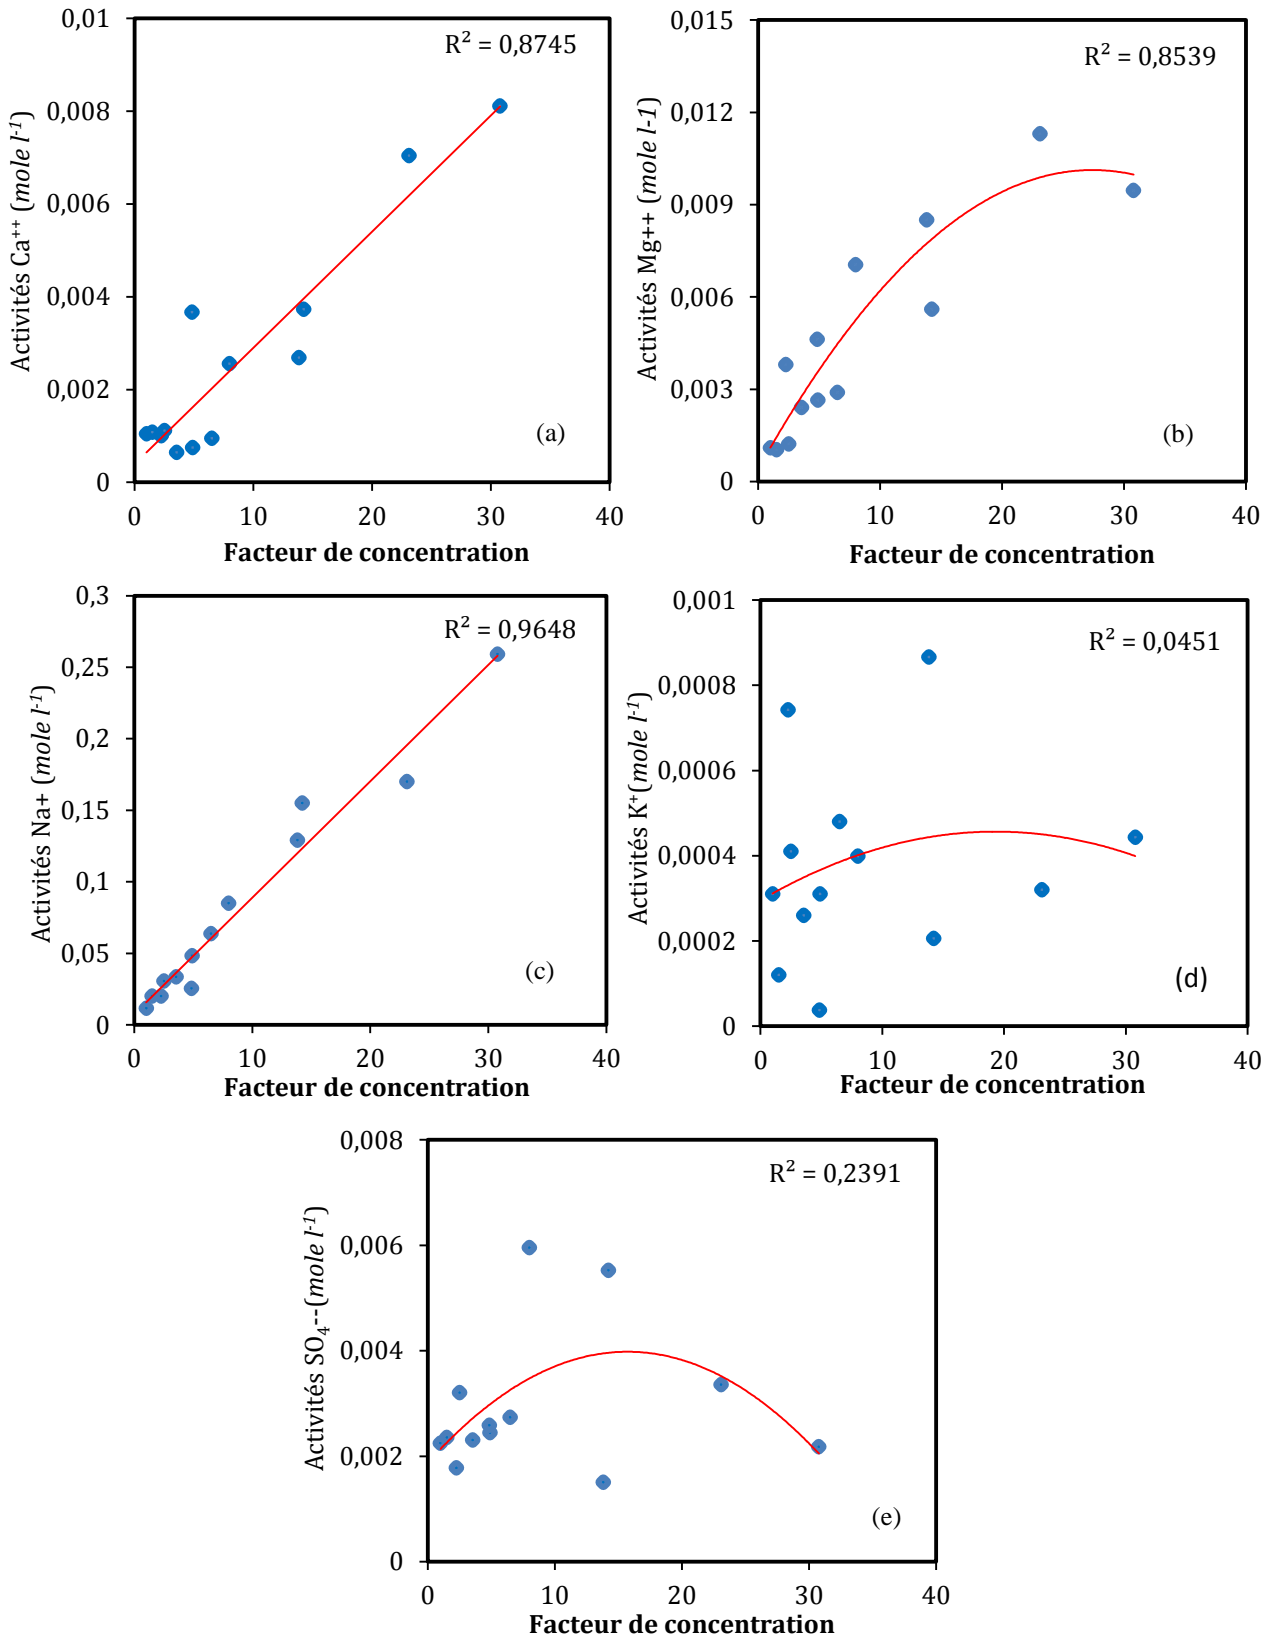 Activités Ca⁺⁺ (mole l⁻¹)
0,01
0,008
0,006
0,004
0,002
0
R² = 0,8745
(a)
0 10 20 30 40
Facteur de concentration
Activités Mg++ (mole l-1)
0,015
0,012
0,009
0,006
0,003
0
R² = 0,8539
(b)
0 10 20 30 40
Facteur de concentration
Activités Na+ (mole l⁻¹)
0,3
0,25
0,2
0,15
0,1
0,05
0
R² = 0,9648
(c)
0 10 20 30 40
Facteur de concentration
Activités K⁺(mole l⁻¹)
0,001
0,0008
0,0006
0,0004
0,0002
0
R² = 0,0451
(d)
0 10 20 30 40
Facteur de concentration
Activités SO₄--(mole l⁻¹)
0,008
0,006
0,004
0,002
0
R² = 0,2391
(e)
0 10 20 30 40
Facteur de concentration